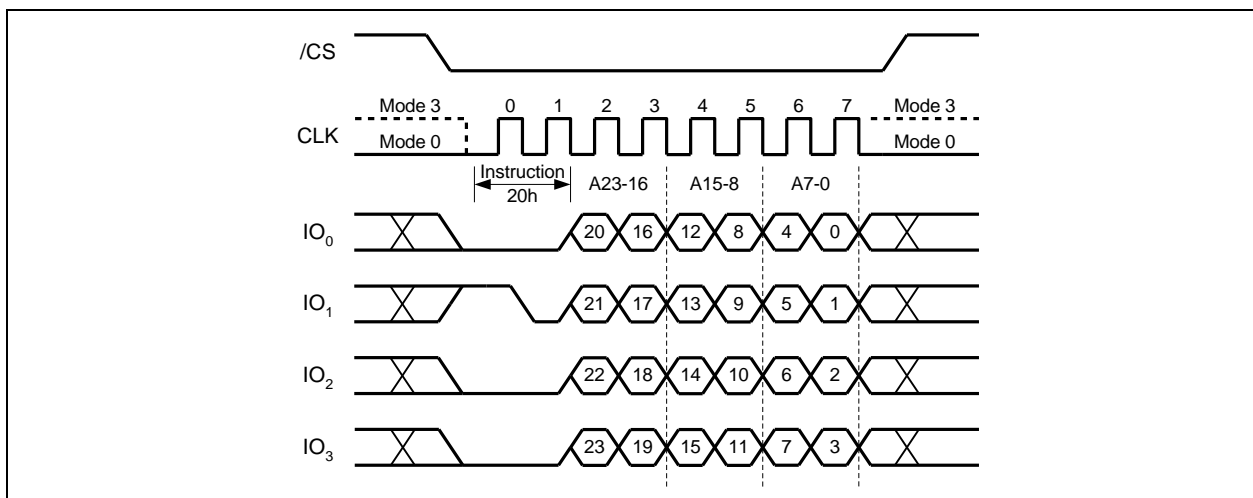 /CS
Mode 3 0 1 2 3 4 5 6 7 Mode 3
CLK
Mode 0 Mode 0
Instruction
20h
A23-16 A15-8 A7-0
IO0 20 16 12 8 4 0
IO1 21 17 13 9 5 1
IO2 22 18 14 10 6 2
IO3 23 19 15 11 7 3